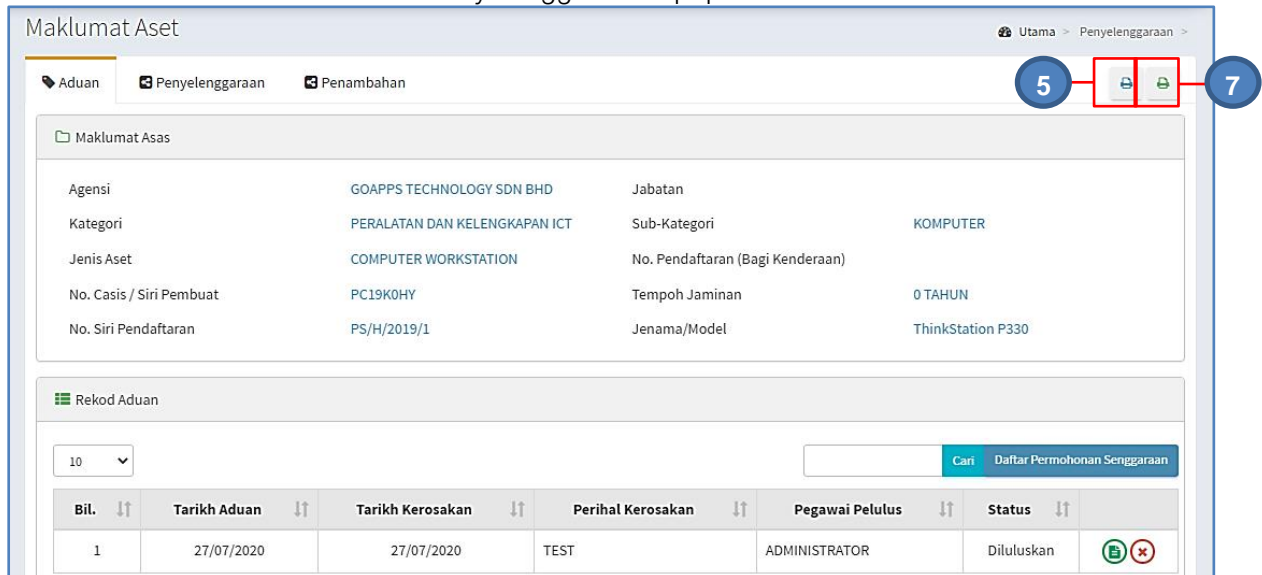 Maklumat Aset
Utama > Penyelenggaraan >
Aduan Penyelenggaraan Penambahan
5 7
Maklumat Asas
Agensi GOAPPS TECHNOLOGY SDN BHD Jabatan
Kategori PERALATAN DAN KELENGKAPAN ICT Sub-Kategori KOMPUTER
Jenis Aset COMPUTER WORKSTATION No. Pendaftaran (Bagi Kenderaan)
No. Casis / Siri Pembuat PC19K0HY Tempoh Jaminan 0 TAHUN
No. Siri Pendaftaran PS/H/2019/1 Jenama/Model ThinkStation P330
Rekod Aduan
10 Cari Daftar Permohonan Senggaraan
Bil. Tarikh Aduan Tarikh Kerosakan Perihal Kerosakan Pegawai Pelulus Status
1 27/07/2020 27/07/2020 TEST ADMINISTRATOR Diluluskan